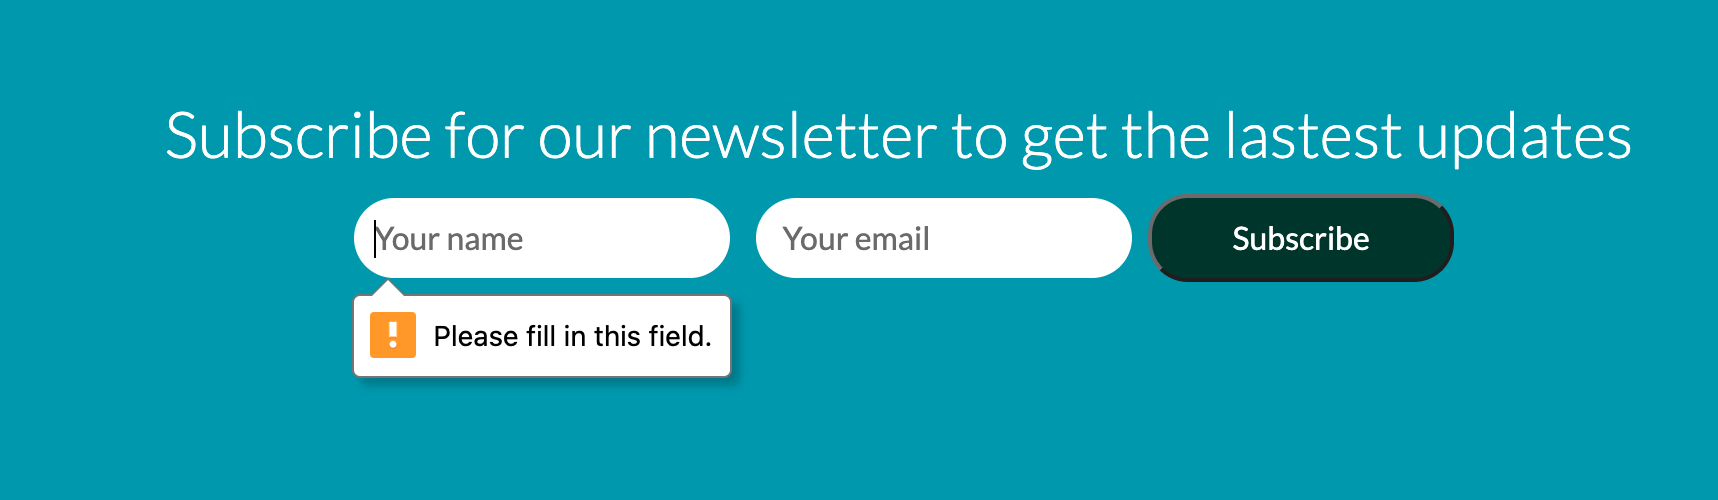 Subscribe for our newsletter to get the lastest updates
Your name Your email Subscribe
Please fill in this field.